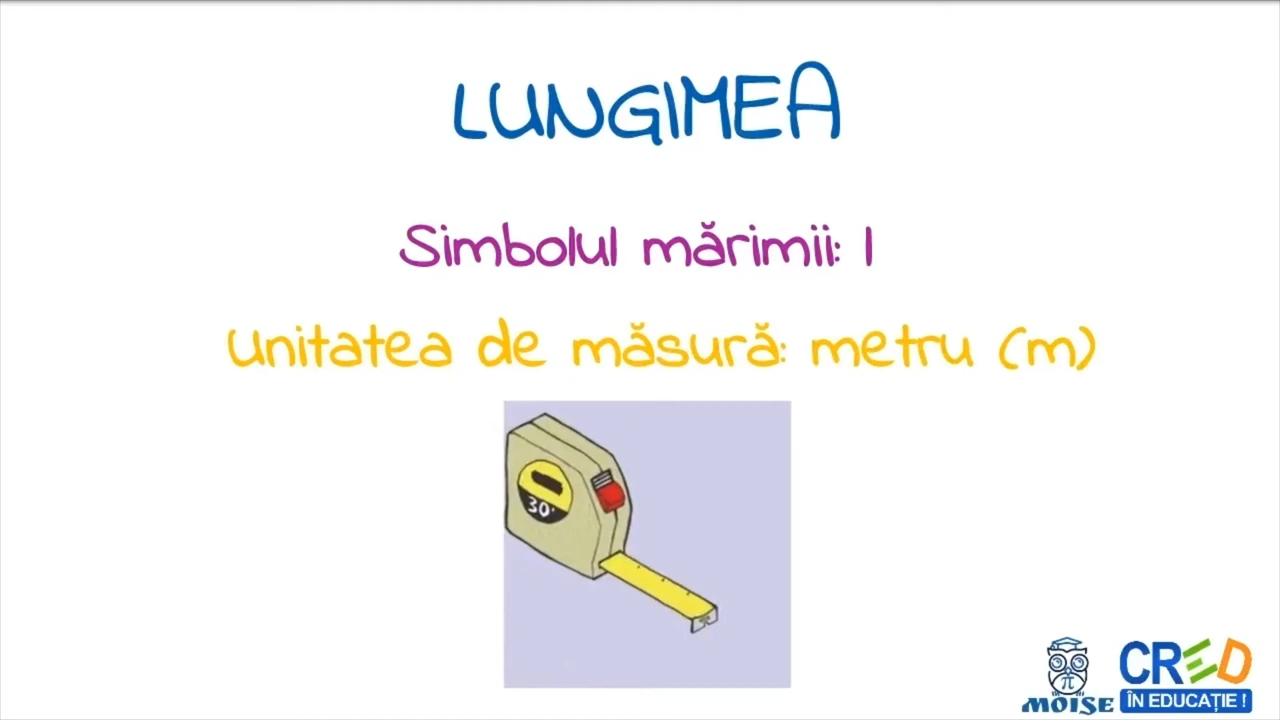 LUNGIMEA
Simbolul mărimii: l
Unitatea de măsură: metru (m)
30'
π
MOISE
CRED
ÎN EDUCAȚIE !